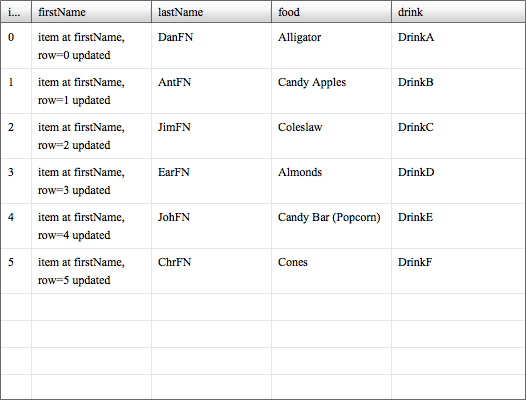 i... firstName lastName food drink
0 item at firstName, DanFN Alligator DrinkA
row=0 updated
1 item at firstName, AntFN Candy Apples DrinkB
row=1 updated
2 item at firstName, JimFN Coleslaw DrinkC
row=2 updated
3 item at firstName, EarFN Almonds DrinkD
row=3 updated
4 item at firstName, JohFN Candy Bar (Popcorn) DrinkE
row=4 updated
5 item at firstName, ChrFN Cones DrinkF
row=5 updated